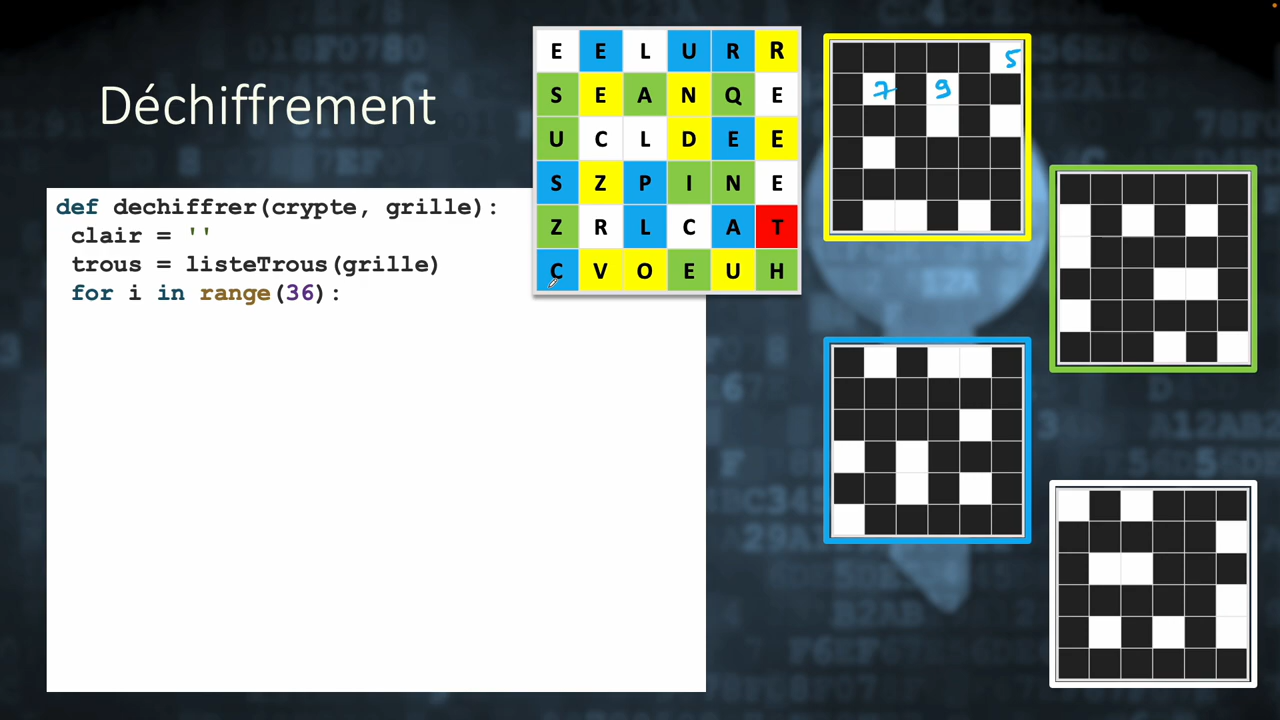 Déchiffrement
def dechiffrer(crypte, grille):
clair = ''
trous = listeTrous(grille)
for i in range(36):
E E L U R R
S E A N Q E
U C L D E E
S Z P I N E
Z R L C A T
C V O E U H
5
7 9